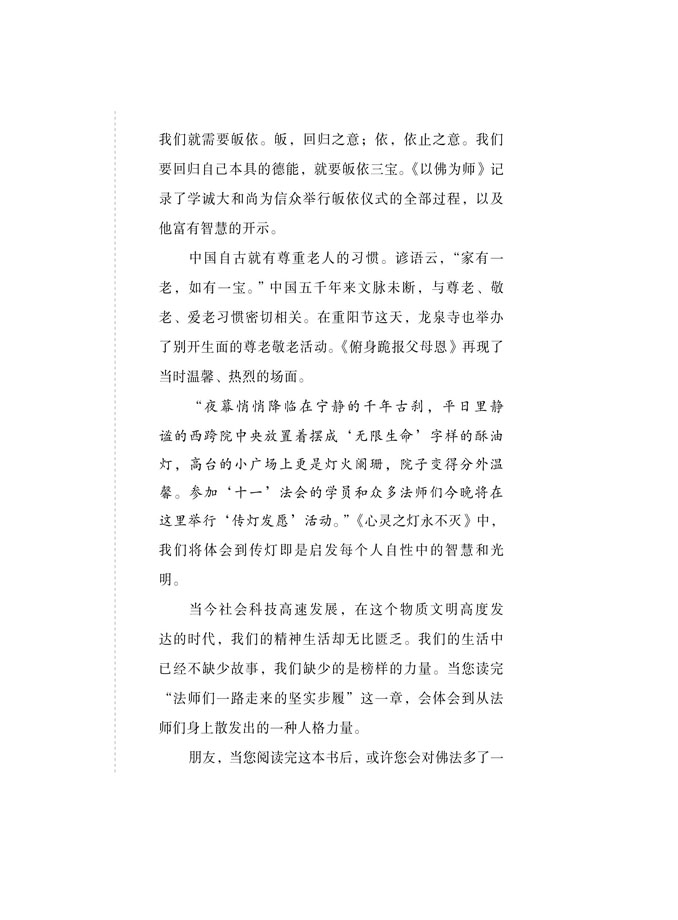 我们就需要皈依。皈，回归之意；依，依止之意。我们
要回归自己本具的德能，就要皈依三宝。《以佛为师》记
录了学诚大和尚为信众举行皈依仪式的全部过程，以及
他富有智慧的开示。
中国自古就有尊重老人的习惯。谚语云，“家有一
老，如有一宝。”中国五千年来文脉未断，与尊老、敬
老、爱老习惯密切相关。在重阳节这天，龙泉寺也举办
了别开生面的尊老敬老活动。《俯身跪报父母恩》再现了
当时温馨、热烈的场面。
“夜幕悄悄降临在宁静的千年古刹，平日里静
谧的西跨院中央放置着摆成‘无限生命’字样的酥油
灯，高台的小广场上更是灯火阑珊，院子变得分外温
馨。参加‘十一’法会的学员和众多法师们今晚将在
这里举行‘传灯发愿’活动。”《心灵之灯永不灭》中，
我们将体会到传灯即是启发每个人自性中的智慧和光
明。
当今社会科技高速发展，在这个物质文明高度发
达的时代，我们的精神生活却无比匮乏。我们的生活中
已经不缺少故事，我们缺少的是榜样的力量。当您读完
“法师们一路走来的坚实步履”这一章，会体会到从法
师们身上散发出的一种人格力量。
朋友，当您阅读完这本书后，或许您会对佛法多了一